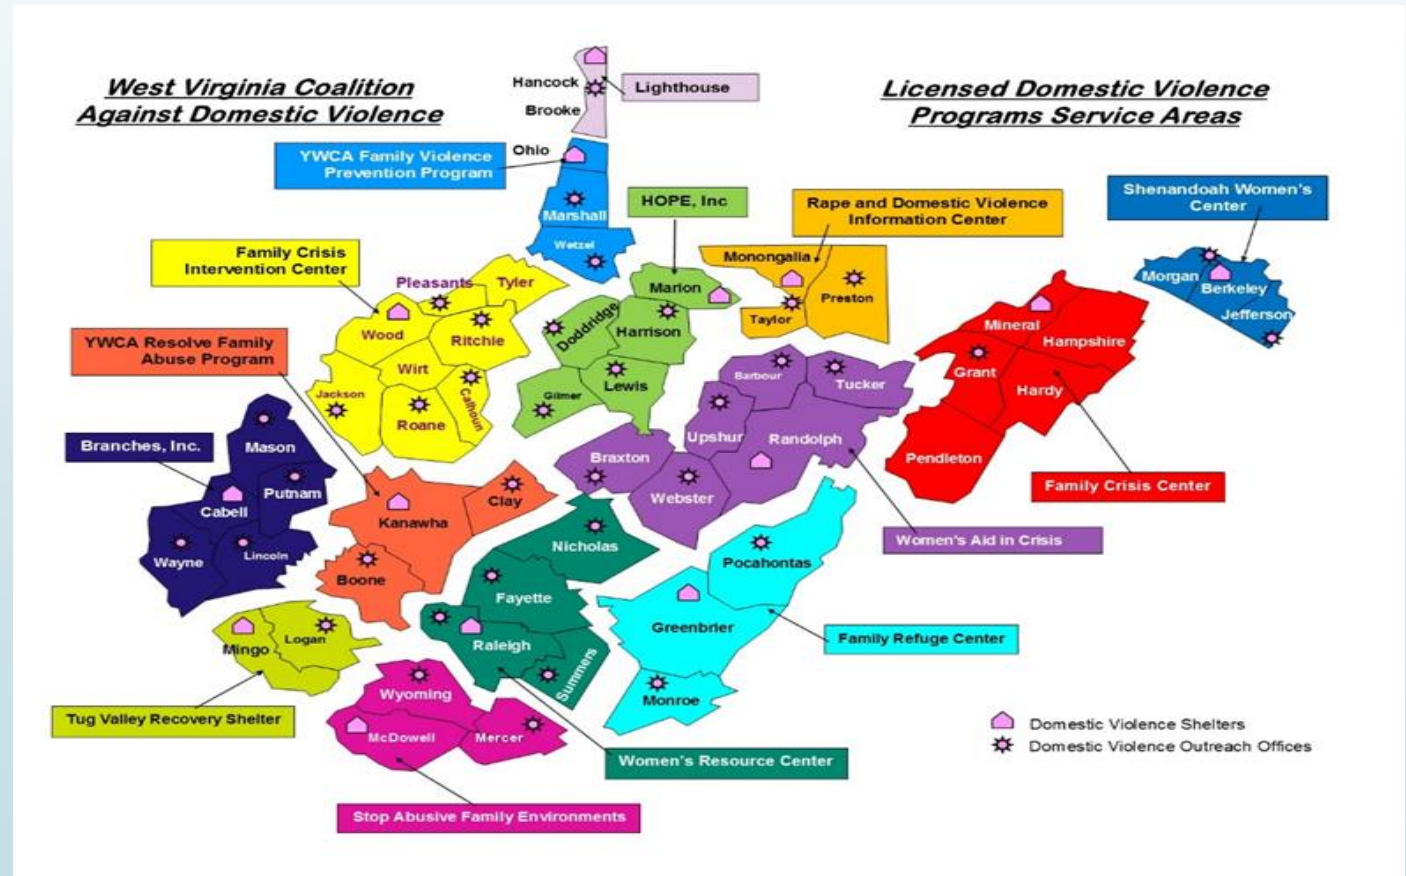 West Virginia Coalition
Against Domestic Violence
Licensed Domestic Violence
Programs Service Areas
Hancock
Brooke
Lighthouse
Ohio
YWCA Family Violence
Prevention Program
Marshall
Wetzel
HOPE, Inc
Rape and Domestic Violence
Information Center
Shenandoah Women's
Center
Family Crisis
Intervention Center
Pleasants
Tyler
Wood
Ritchie
Wirt
Jackson
Roane
Calhoun
Marion
Doddridge
Harrison
Gilmer
Lewis
Monongalia
Preston
Taylor
Morgan
Berkeley
Jefferson
Mineral
Hampshire
Grant
Hardy
Pendleton
Family Crisis Center
YWCA Resolve Family
Abuse Program
Branches, Inc.
Mason
Putnam
Cabell
Wayne
Lincoln
Kanawha
Clay
Boone
Barbour
Tucker
Upshur
Randolph
Braxton
Webster
Women's Aid in Crisis
Nicholas
Fayette
Raleigh
Summers
Pocahontas
Greenbrier
Monroe
Family Refuge Center
Mingo
Logan
Tug Valley Recovery Shelter
Wyoming
McDowell
Mercer
Women's Resource Center
Stop Abusive Family Environments
Domestic Violence Shelters
Domestic Violence Outreach Offices